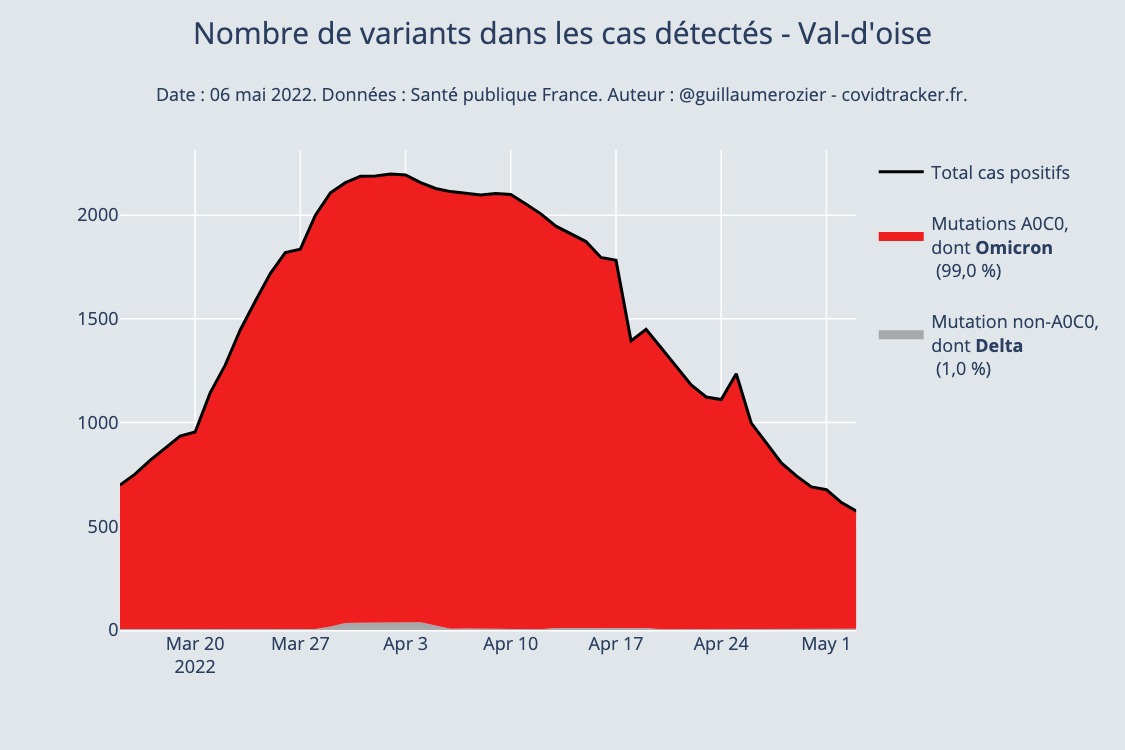 Nombre de variants dans les cas détectés - Val-d'oise
Date : 06 mai 2022. Données : Santé publique France. Auteur : @guillaumerozier - covidtracker.fr.
Total cas positifs
Mutations A0C0,
dont Omicron
(99,0 %)
Mutation non-A0C0,
dont Delta
(1,0 %)
2000
1500
1000
500
0
Mar 20
2022
Mar 27
Apr 3
Apr 10
Apr 17
Apr 24
May 1